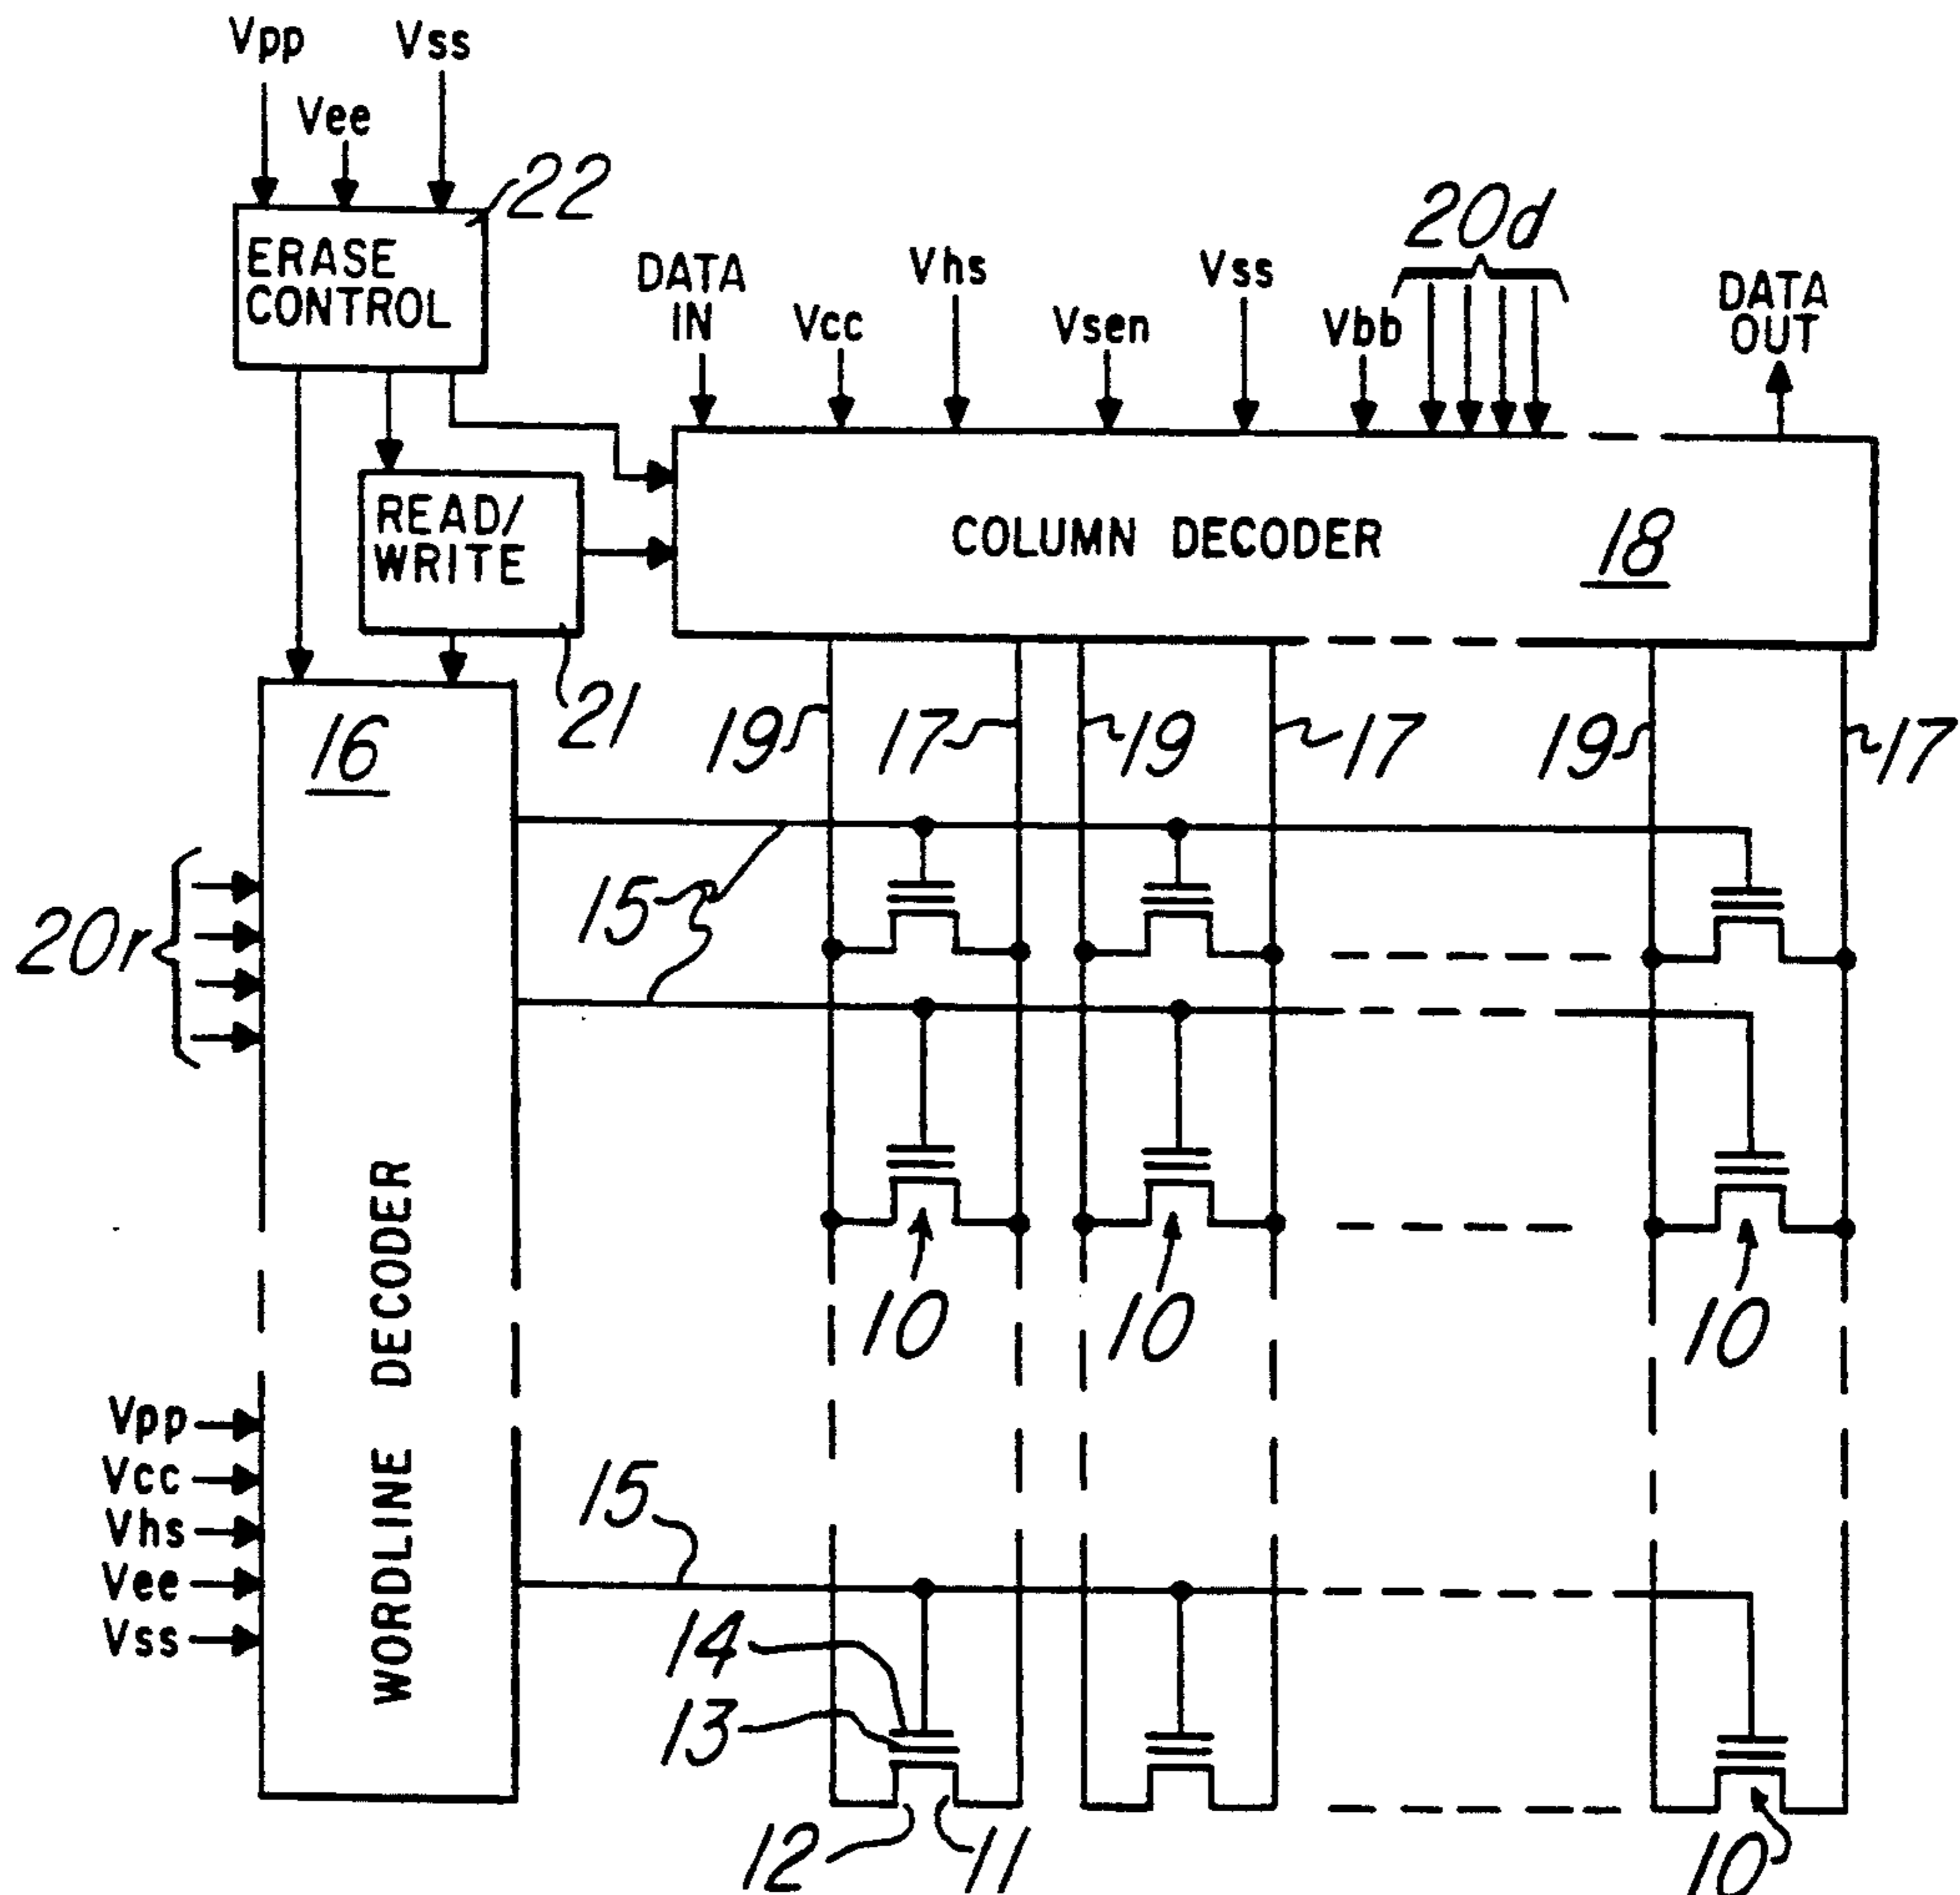 Vpp
Vss
Vee
22
ERASE
CONTROL
DATA
IN
Vcc
Vhs
Vsen
Vss
Vbb
20d
DATA
OUT
READ/
WRITE
COLUMN DECODER
18
21
16
19
17
19
17
19
17
15
20r
10
10
10
WORDLINE DECODER
Vpp
Vcc
Vhs
Vee
Vss
15
14
13
12
11
10